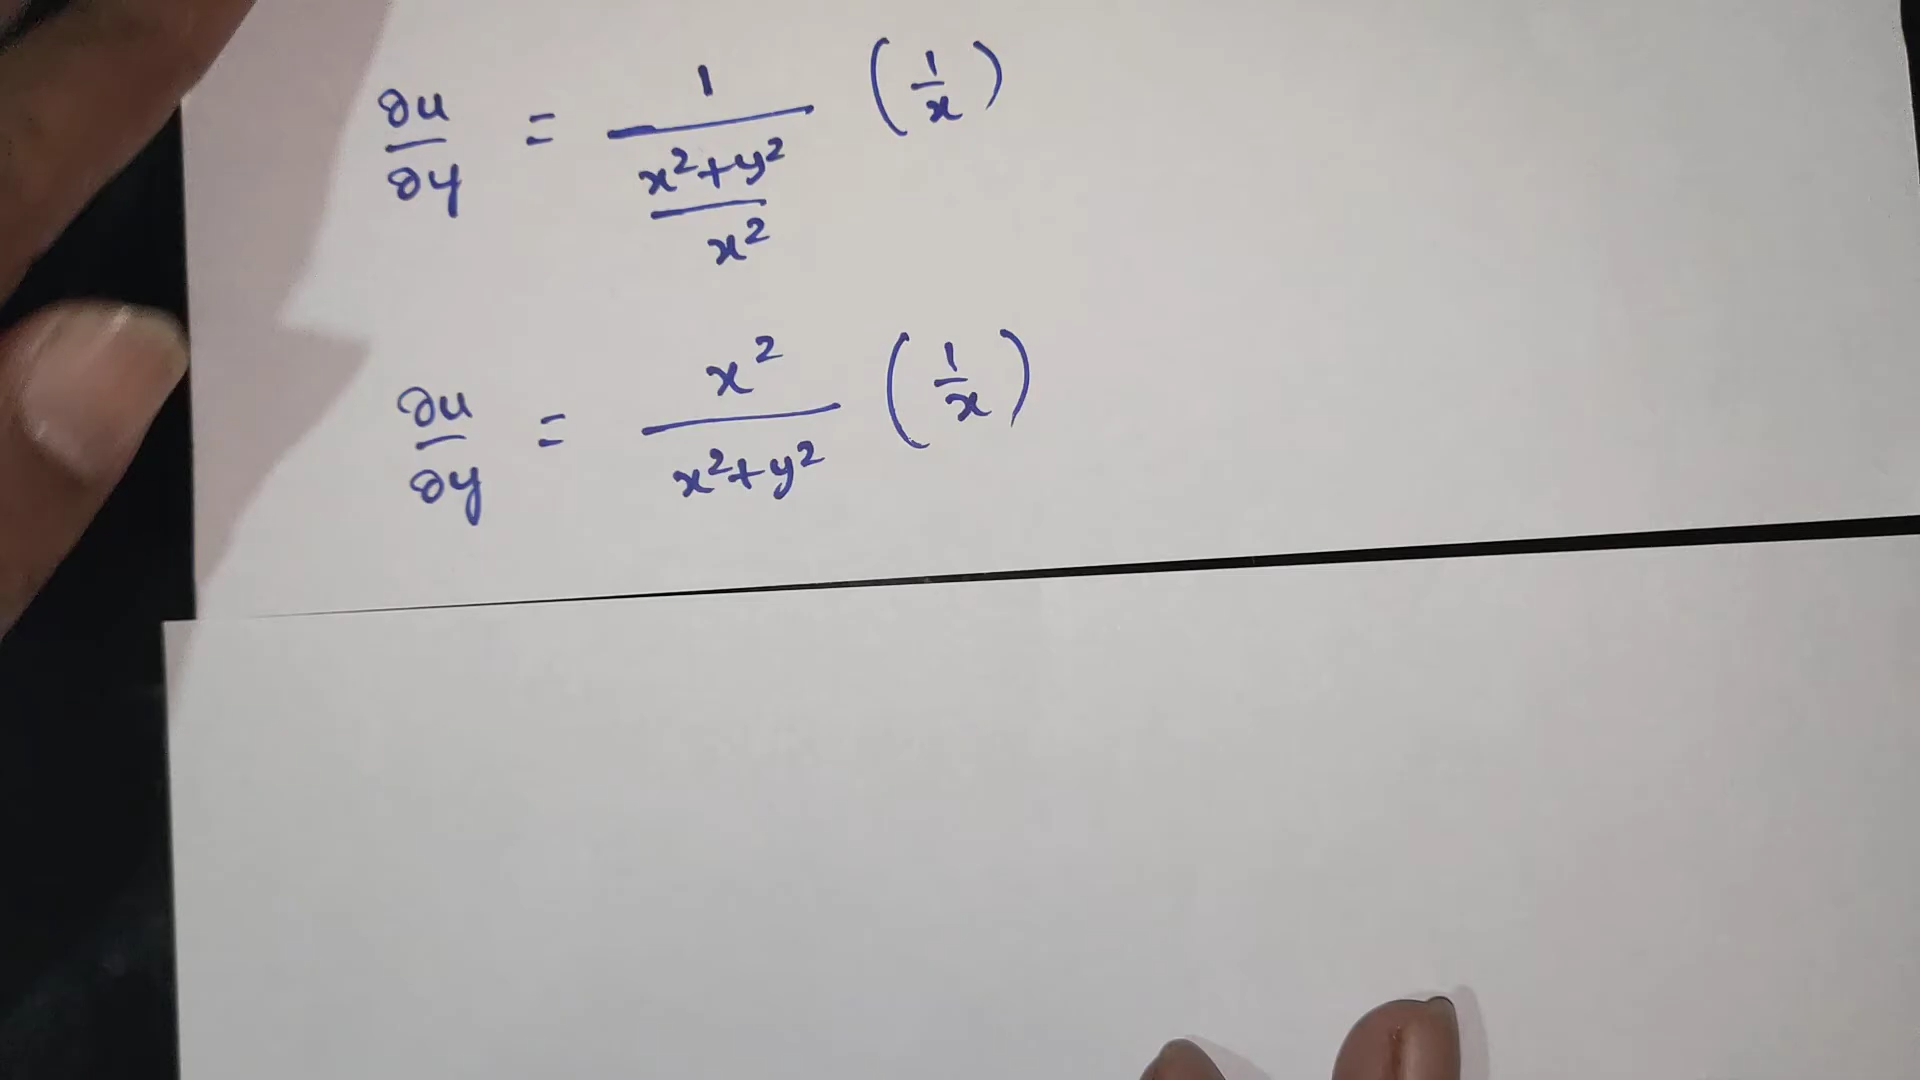 ∂u/∂y = 1/((x²+y²)/x²) (1/x)
∂u/∂y = x²/(x²+y²) (1/x)